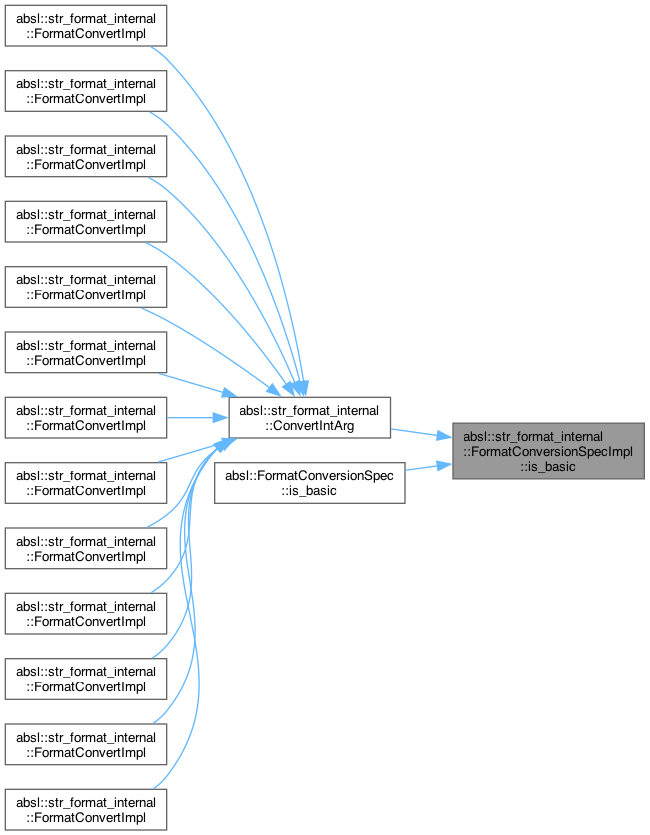 absl::str_format_internal
::FormatConvertImpl
absl::str_format_internal
::FormatConvertImpl
absl::str_format_internal
::FormatConvertImpl
absl::str_format_internal
::FormatConvertImpl
absl::str_format_internal
::FormatConvertImpl
absl::str_format_internal
::FormatConvertImpl
absl::str_format_internal
::FormatConvertImpl
absl::str_format_internal
::FormatConvertImpl
absl::str_format_internal
::FormatConvertImpl
absl::str_format_internal
::FormatConvertImpl
absl::str_format_internal
::FormatConvertImpl
absl::str_format_internal
::FormatConvertImpl
absl::str_format_internal
::FormatConvertImpl
absl::str_format_internal
::ConvertIntArg
absl::FormatConversionSpec
::is_basic
absl::str_format_internal
::FormatConversionSpecImpl
::is_basic